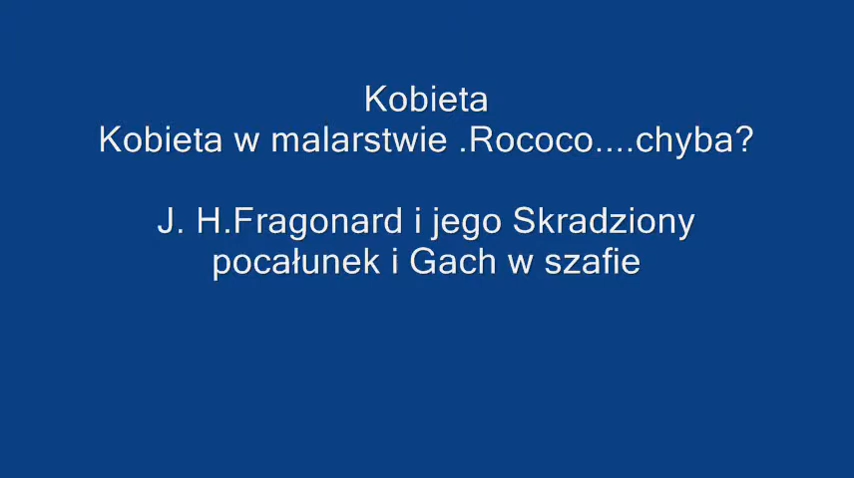 Kobieta
Kobieta w malarstwie .Rococo....chyba?
J. H.Fragonard i jego Skradziony
pocałunek i Gach w szafie